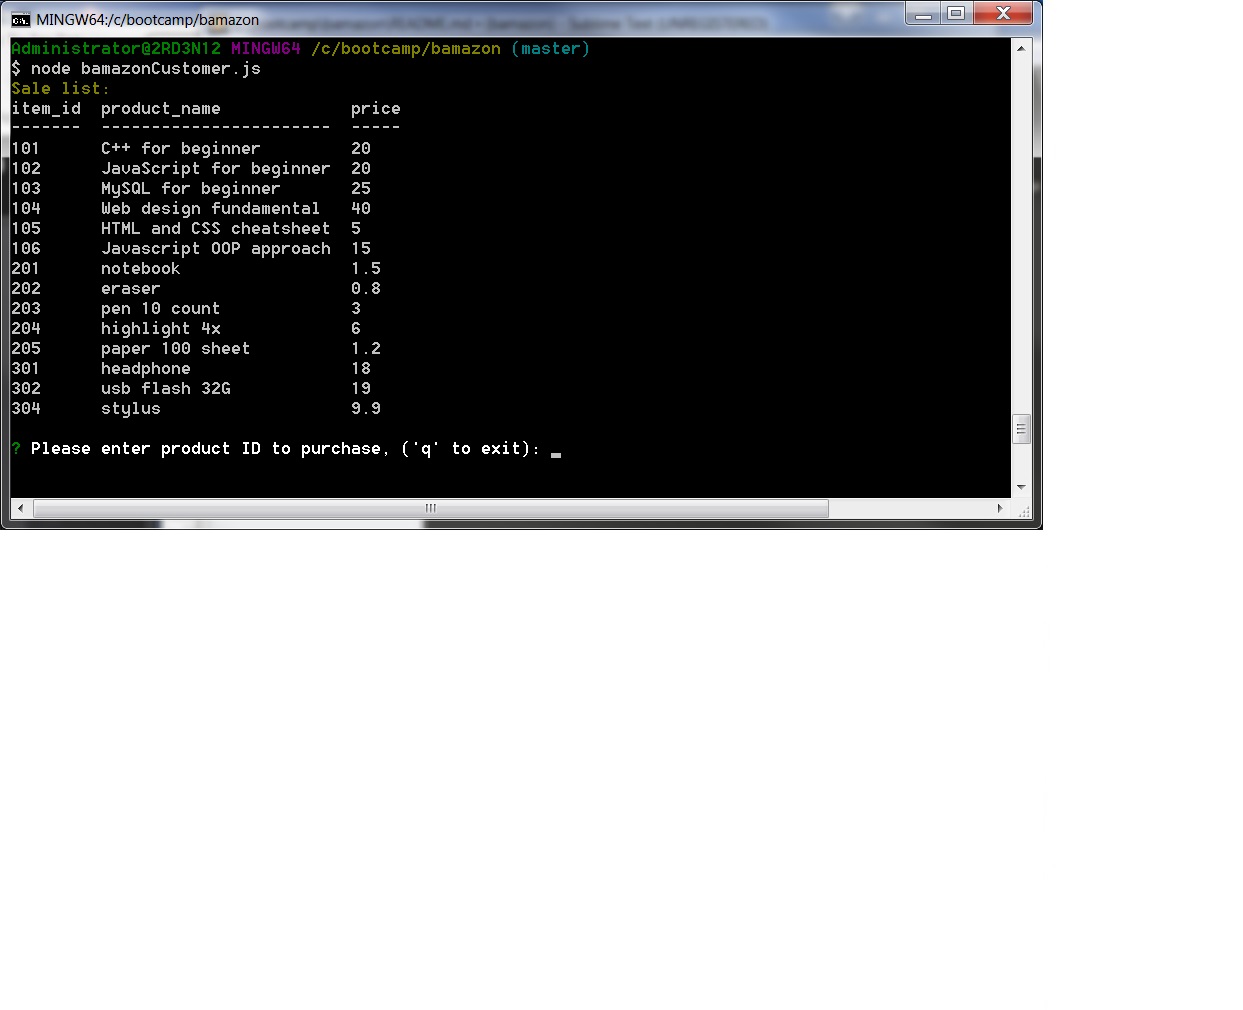 MINGW64:/c/bootcamp/bamazon
Administrator@2RD3N12 MINGW64 /c/bootcamp/bamazon (master)
$ node bamazonCustomer.js
Sale list:
item_id  product_name             price
-------  -----------------------  -----
101      C++ for beginner         20
102      JavaScript for beginner  20
103      MySQL for beginner       25
104      Web design fundamental   40
105      HTML and CSS cheatsheet  5
106      Javascript OOP approach  15
201      notebook                 1.5
202      eraser                   0.8
203      pen 10 count             3
204      highlight 4x             6
205      paper 100 sheet          1.2
301      headphone                18
302      usb flash 32G            19
304      stylus                   9.9
? Please enter product ID to purchase, ('q' to exit):